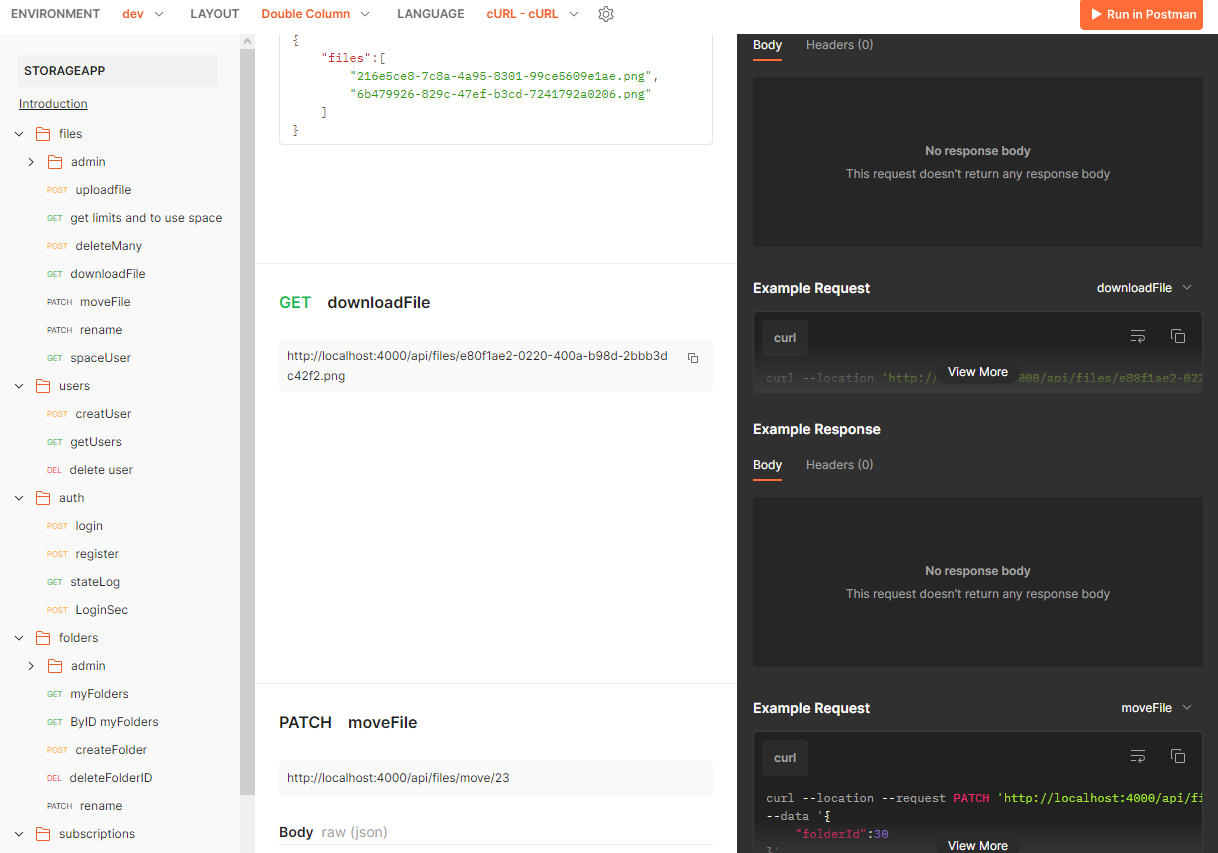 ENVIRONMENT dev LAYOUT Double Column LANGUAGE cURL - cURL Run in Postman
STORAGEAPP
Introduction
files
admin
POST uploadfile
GET get limits and to use space
POST deleteMany
GET downloadFile
PATCH moveFile
PATCH rename
GET spaceUser
users
POST creatUser
GET getUsers
DEL delete user
auth
POST login
POST register
GET stateLog
POST LoginSec
folders
admin
GET myFolders
GET ByID myFolders
POST createFolder
DEL deleteFolderID
PATCH rename
subscriptions
{
"files":[
"216e5ce8-7c8a-4a95-8301-99ce5609e1ae.png",
"6b479926-829c-47ef-b3cd-7241792a0206.png"
]
}
GET downloadFile
http://localhost:4000/api/files/e80f1ae2-0220-400a-b98d-2bbb3d
c42f2.png
PATCH moveFile
http://localhost:4000/api/files/move/23
Body raw (json)
Body Headers (0)
No response body
This request doesn't return any response body
Example Request downloadFile
curl
curl --location 'http:/ 000/api/files/e80f1ae2-022
View More
Example Response
Body Headers (0)
No response body
This request doesn't return any response body
Example Request moveFile
curl
curl --location --request PATCH 'http://localhost:4000/api/fi
--data '{
"folderId":30
}'
View More